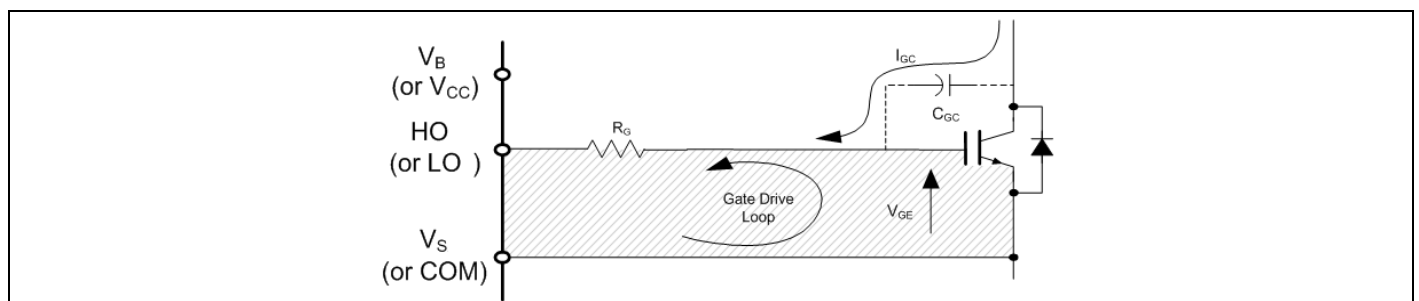 V_B
(or V_CC)
HO
(or LO )
V_S
(or COM)
R_G
I_GC
C_GC
Gate Drive
Loop
V_GE